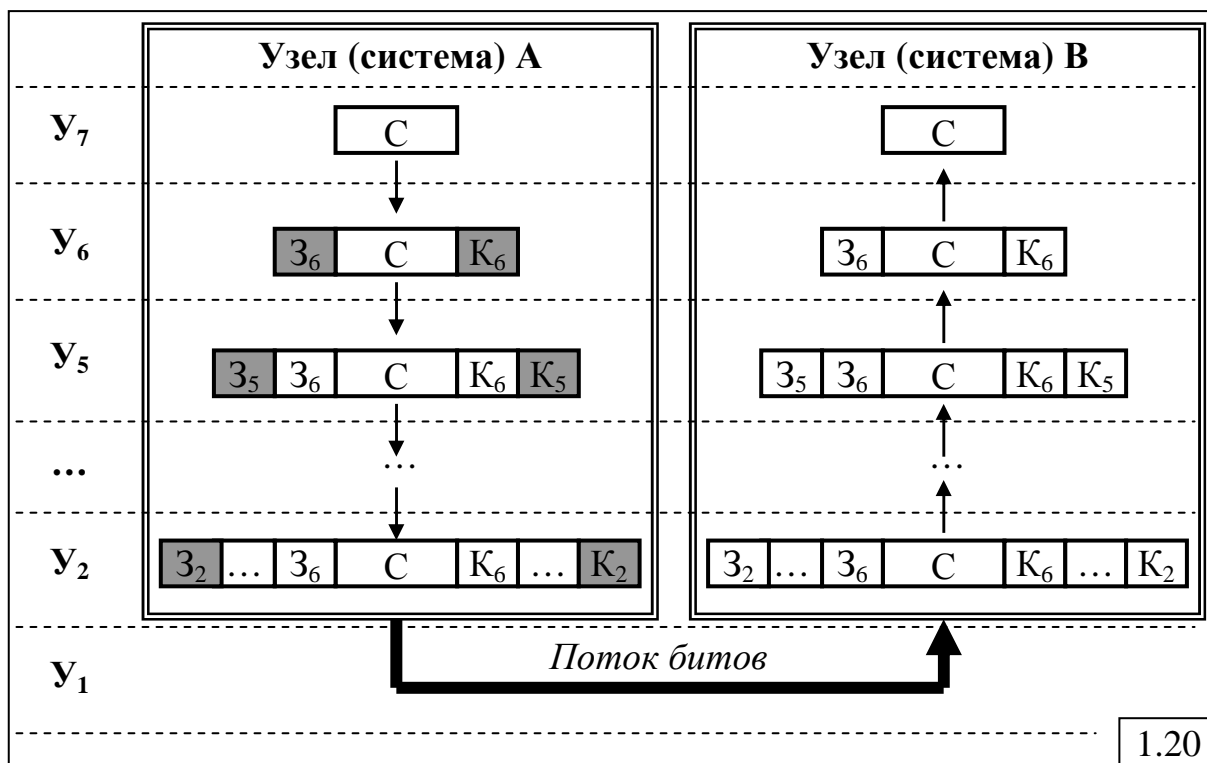 Узел (система) А Узел (система) В
У₇ С С
У₆ З₆ С К₆ З₆ С К₆
У₅ З₅ З₆ С К₆ К₅ З₅ З₆ С К₆ К₅
... ... ...
У₂ З₂ ... З₆ С К₆ ... К₂ З₂ ... З₆ С К₆ ... К₂
Поток битов
У₁
1.20